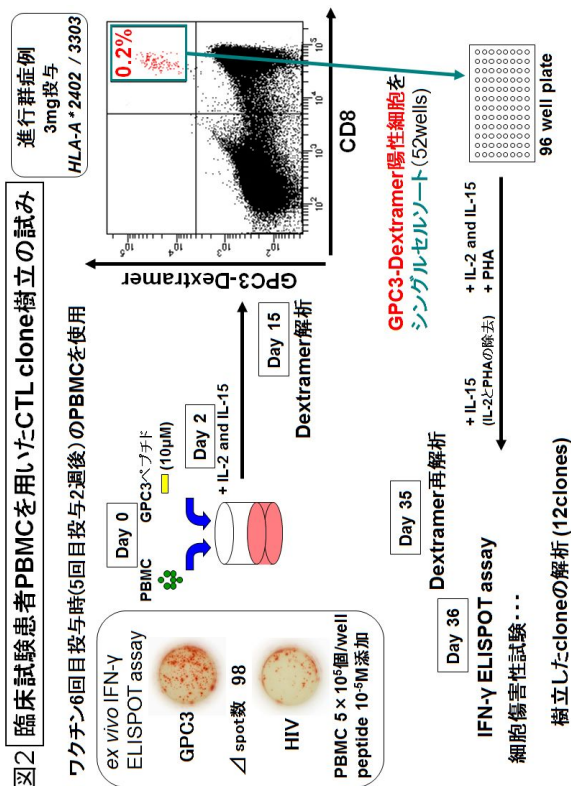 図2 臨床試験患者PBMCを用いたCTL clone樹立の試み
ワクチン6回目投与時(5回目投与2週後)のPBMCを使用
進行群症例
3mg投与
HLA-A*2402 / 3303
ex vivo IFN-γ
ELISPOT assay
GPC3
⊿ spot数 98
HIV
PBMC 5×10⁵個/well
peptide 10⁻⁵M添加
Day 0
PBMC
GPC3ペプチド
(10μM)
Day 2
+ IL-2 and IL-15
Day 15
Dextramer解析
GPC3-Dextramer
10⁵
10⁴
10³
10²
0.2%
10²
10³
10⁴
10⁵
CD8
GPC3-Dextramer陽性細胞を
シングルセルソート(52wells)
96 well plate
+ IL-2 and IL-15
+ PHA
+ IL-15
(IL-2とPHAの除去)
Day 35
Dextramer再解析
Day 36
IFN-γ ELISPOT assay
細胞傷害性試験・・・
樹立したcloneの解析 (12clones)